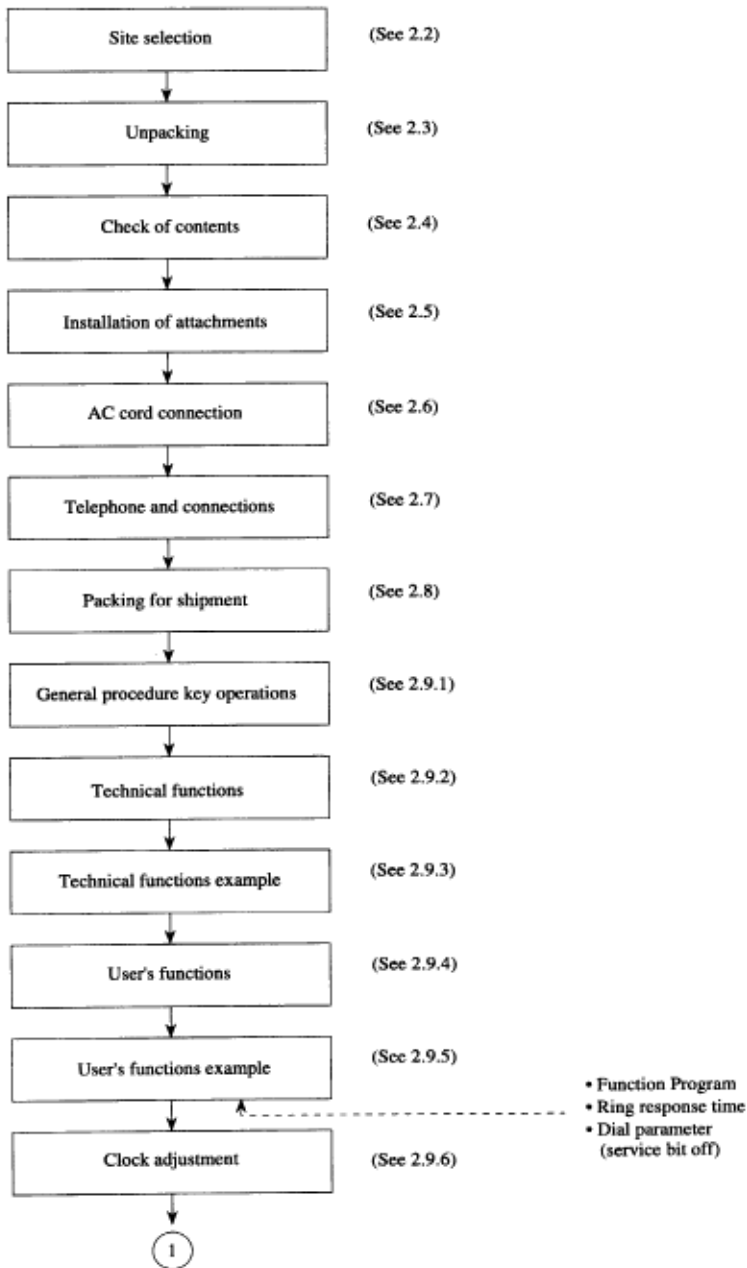 Site selection (See 2.2)
Unpacking (See 2.3)
Check of contents (See 2.4)
Installation of attachments (See 2.5)
AC cord connection (See 2.6)
Telephone and connections (See 2.7)
Packing for shipment (See 2.8)
General procedure key operations (See 2.9.1)
Technical functions (See 2.9.2)
Technical functions example (See 2.9.3)
User's functions (See 2.9.4)
User's functions example (See 2.9.5)
• Function Program
• Ring response time
• Dial parameter
(service bit off)
Clock adjustment (See 2.9.6)
1